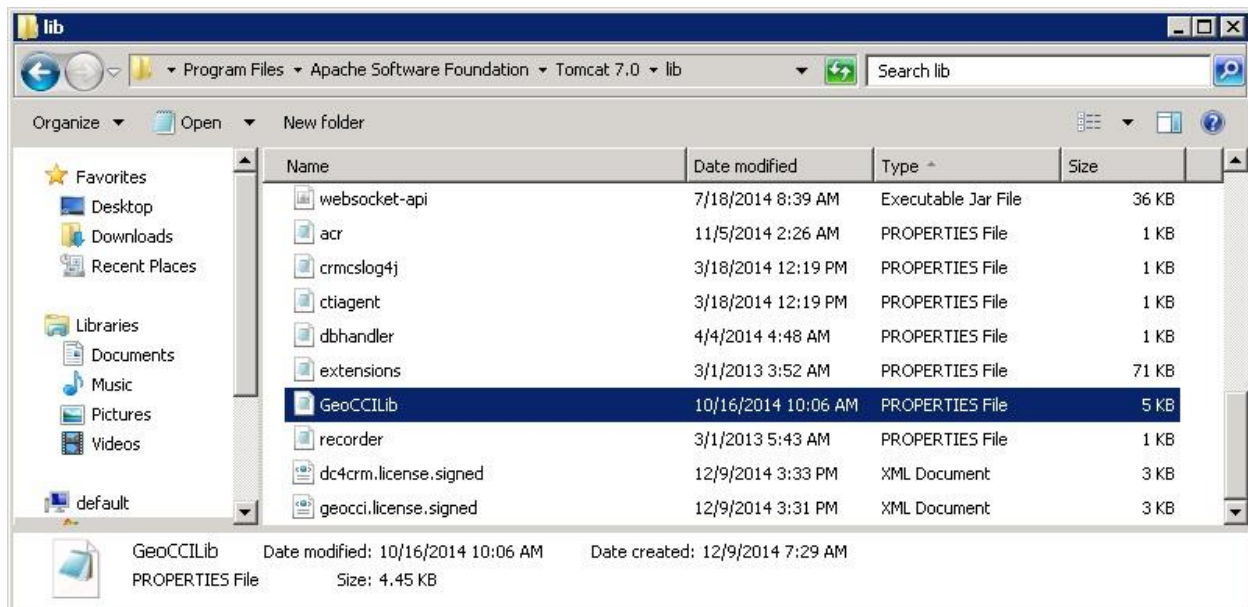 lib
Program Files Apache Software Foundation Tomcat 7.0 lib Search lib
Organize Open New folder
Favorites
Desktop
Downloads
Recent Places
Libraries
Documents
Music
Pictures
Videos
default
Name Date modified Type Size
websocket-api 7/18/2014 8:39 AM Executable Jar File 36 KB
acr 11/5/2014 2:26 AM PROPERTIES File 1 KB
crmcslog4j 3/18/2014 12:19 PM PROPERTIES File 1 KB
ctiagent 3/18/2014 12:19 PM PROPERTIES File 1 KB
dbhandler 4/4/2014 4:48 AM PROPERTIES File 1 KB
extensions 3/1/2013 3:52 AM PROPERTIES File 71 KB
GeoCCILib 10/16/2014 10:06 AM PROPERTIES File 5 KB
recorder 3/1/2013 5:43 AM PROPERTIES File 1 KB
dc4crm.license.signed 12/9/2014 3:33 PM XML Document 3 KB
geocci.license.signed 12/9/2014 3:31 PM XML Document 3 KB
GeoCCILib Date modified: 10/16/2014 10:06 AM Date created: 12/9/2014 7:29 AM
PROPERTIES File Size: 4.45 KB